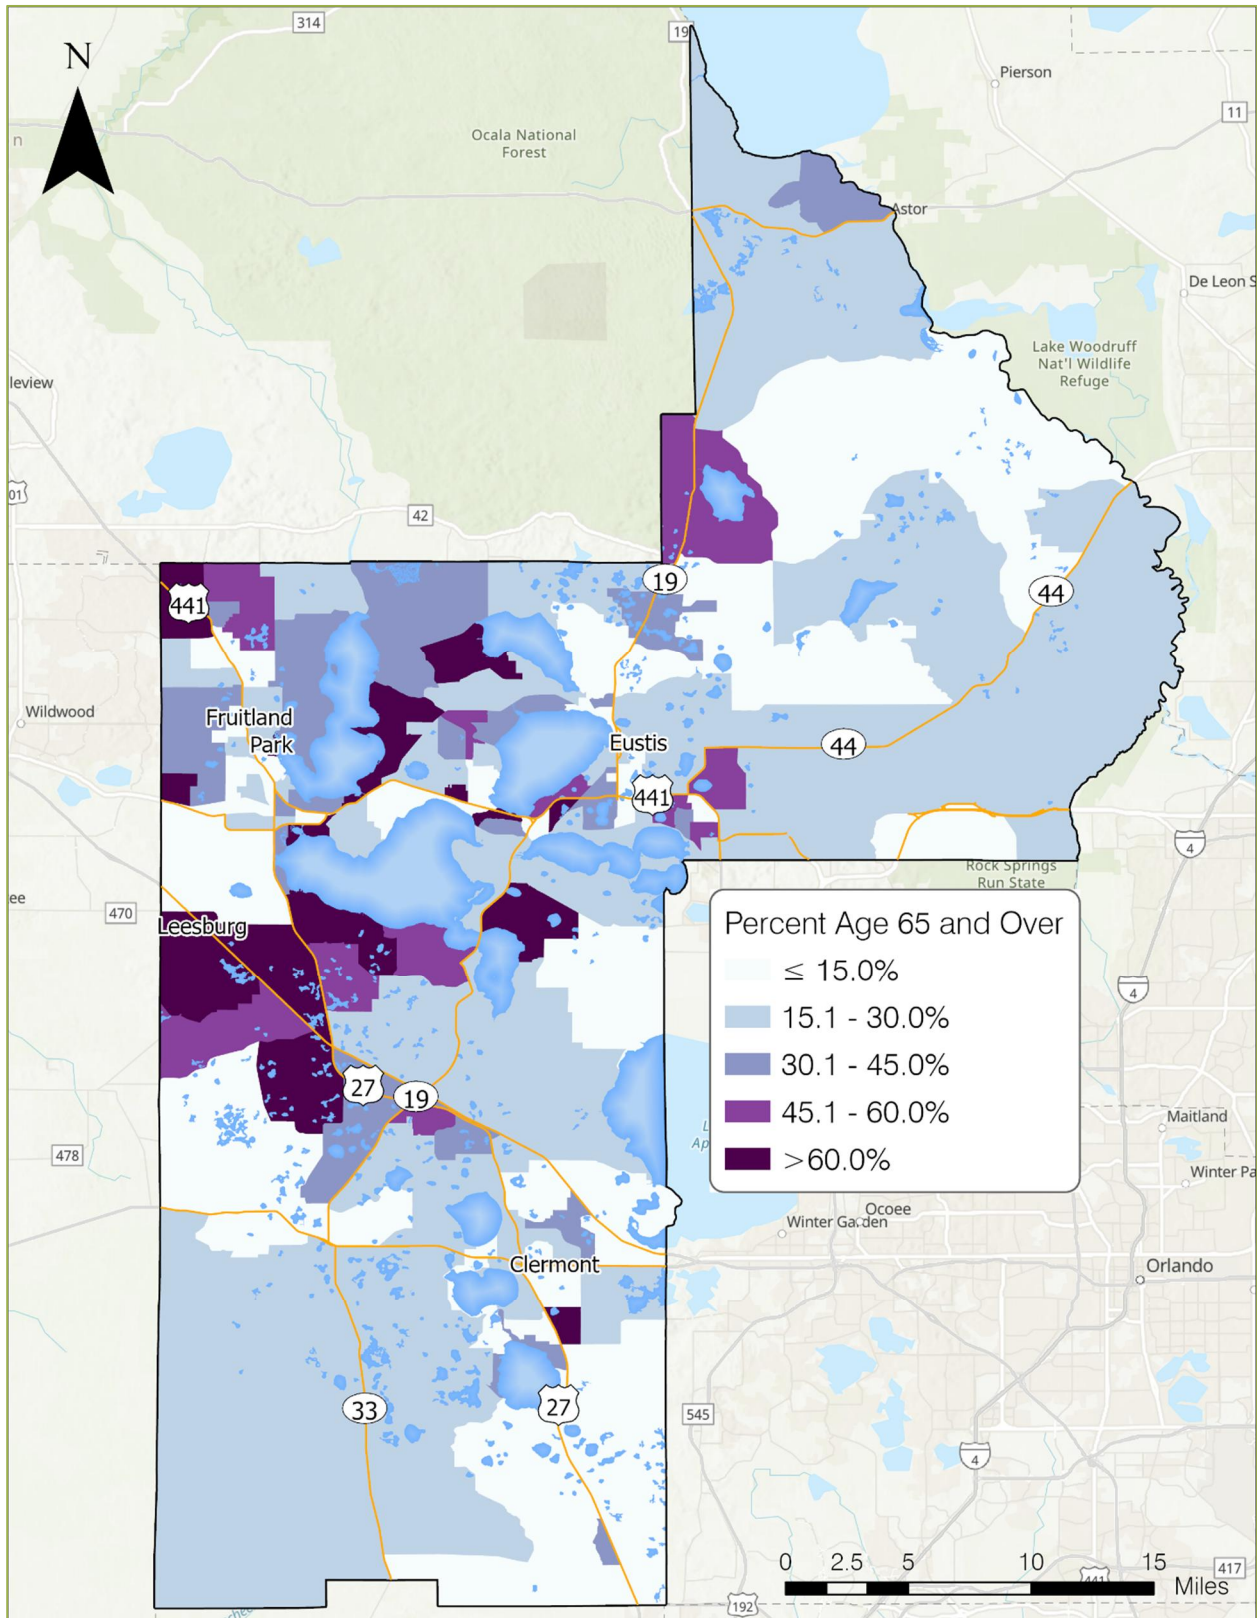 314
19
N
Pierson
11
Ocala National
Forest
n
Astor
De Leon S
Lake Woodruff
Nat'l Wildlife
Refuge
leview
01
42
19
441
44
Wildwood
Fruitland
Park
Eustis
44
441
4
Rock Springs
Run State
ee
470
Leesburg
Percent Age 65 and Over
≤ 15.0%
15.1 - 30.0%
30.1 - 45.0%
45.1 - 60.0%
>60.0%
4
27
19
L
Ap
Maitland
478
Winter Pa
Ocoee
Winter Garden
Clermont
Orlando
33
27
545
4
0 2.5 5 10 15
Miles
441
417
192